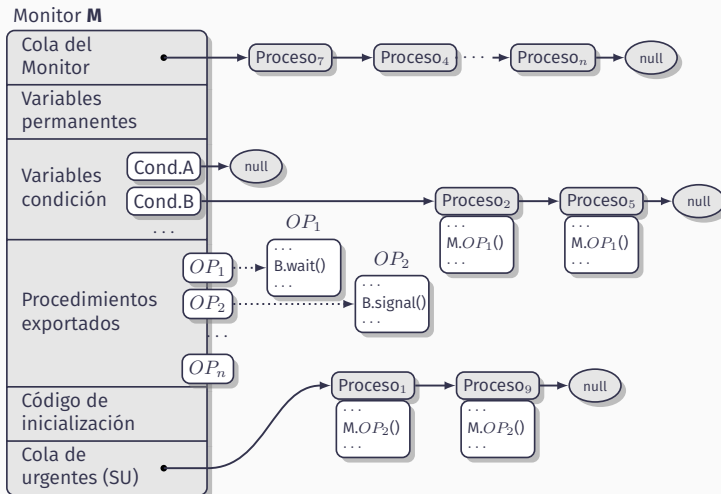 Monitor M
Cola del
Monitor
Proceso₇
Proceso₄
...
Procesoₙ
null
Variables
permanentes
Variables
condición
Cond.A
null
Cond.B
Proceso₂
Proceso₅
null
...
...
M.OP₁()
...
...
M.OP₁()
...
Procedimientos
exportados
OP₁
OP₂
...
OPₙ
OP₁
...
B.wait()
...
OP₂
...
B.signal()
...
Código de
inicialización
Proceso₁
Proceso₉
null
...
M.OP₂()
...
...
M.OP₂()
...
Cola de
urgentes (SU)